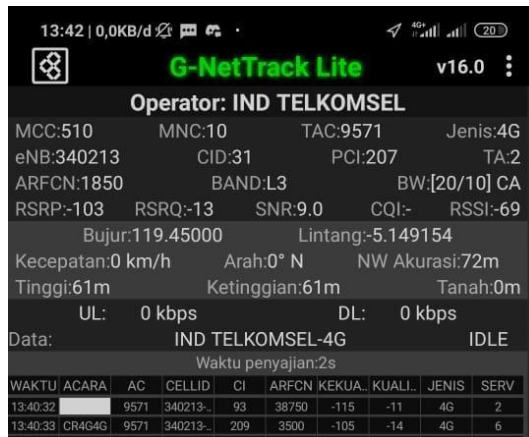 13:42 | 0,0KB/d 4G+ 20
G-NetTrack Lite v16.0
Operator: IND TELKOMSEL
MCC:510 MNC:10 TAC:9571 Jenis:4G
eNB:340213 CID:31 PCI:207 TA:2
ARFCN:1850 BAND:L3 BW:[20/10] CA
RSRP:-103 RSRQ:-13 SNR:9.0 CQI:- RSSI:-69
Bujur:119.45000 Lintang:-5.149154
Kecepatan:0 km/h Arah:0° N NW Akurasi:72m
Tinggi:61m Ketinggian:61m Tanah:0m
UL: 0 kbps DL: 0 kbps
Data: IND TELKOMSEL-4G IDLE
Waktu penyajian:2s
WAKTU ACARA AC CELLID CI ARFCN KEKUA.. KUALI.. JENIS SERV
13:40:32 9571 340213-.. 93 38750 -115 -11 4G 2
13:40:33 CR4G4G 9571 340213-.. 209 3500 -105 -14 4G 6